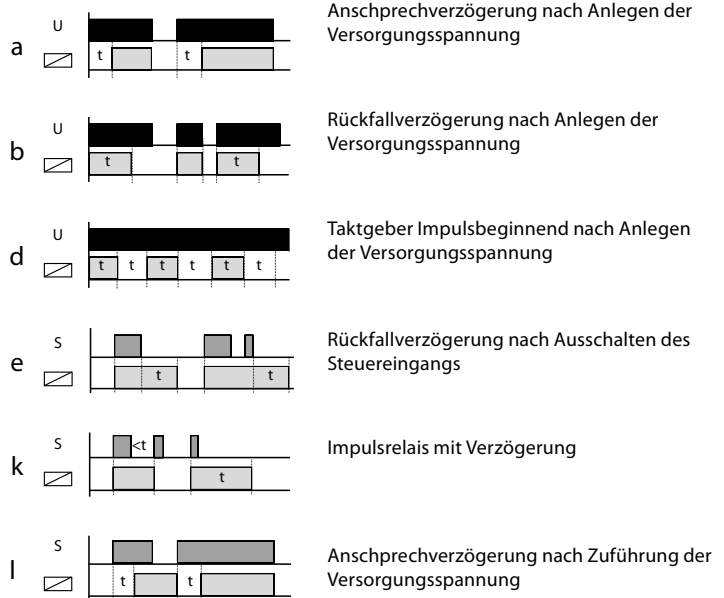 a
U
t
t
Anschprechverzögerung nach Anlegen der
Versorgungsspannung
b
U
t
t
Rückfallverzögerung nach Anlegen der
Versorgungsspannung
d
U
t t t t t t
Taktgeber Impulsbeginnend nach Anlegen
der Versorgungsspannung
e
S
t
t
Rückfallverzögerung nach Ausschalten des
Steuereingangs
k
S
<t
t
Impulsrelais mit Verzögerung
l
S
t
t
Anschprechverzögerung nach Zuführung der
Versorgungsspannung